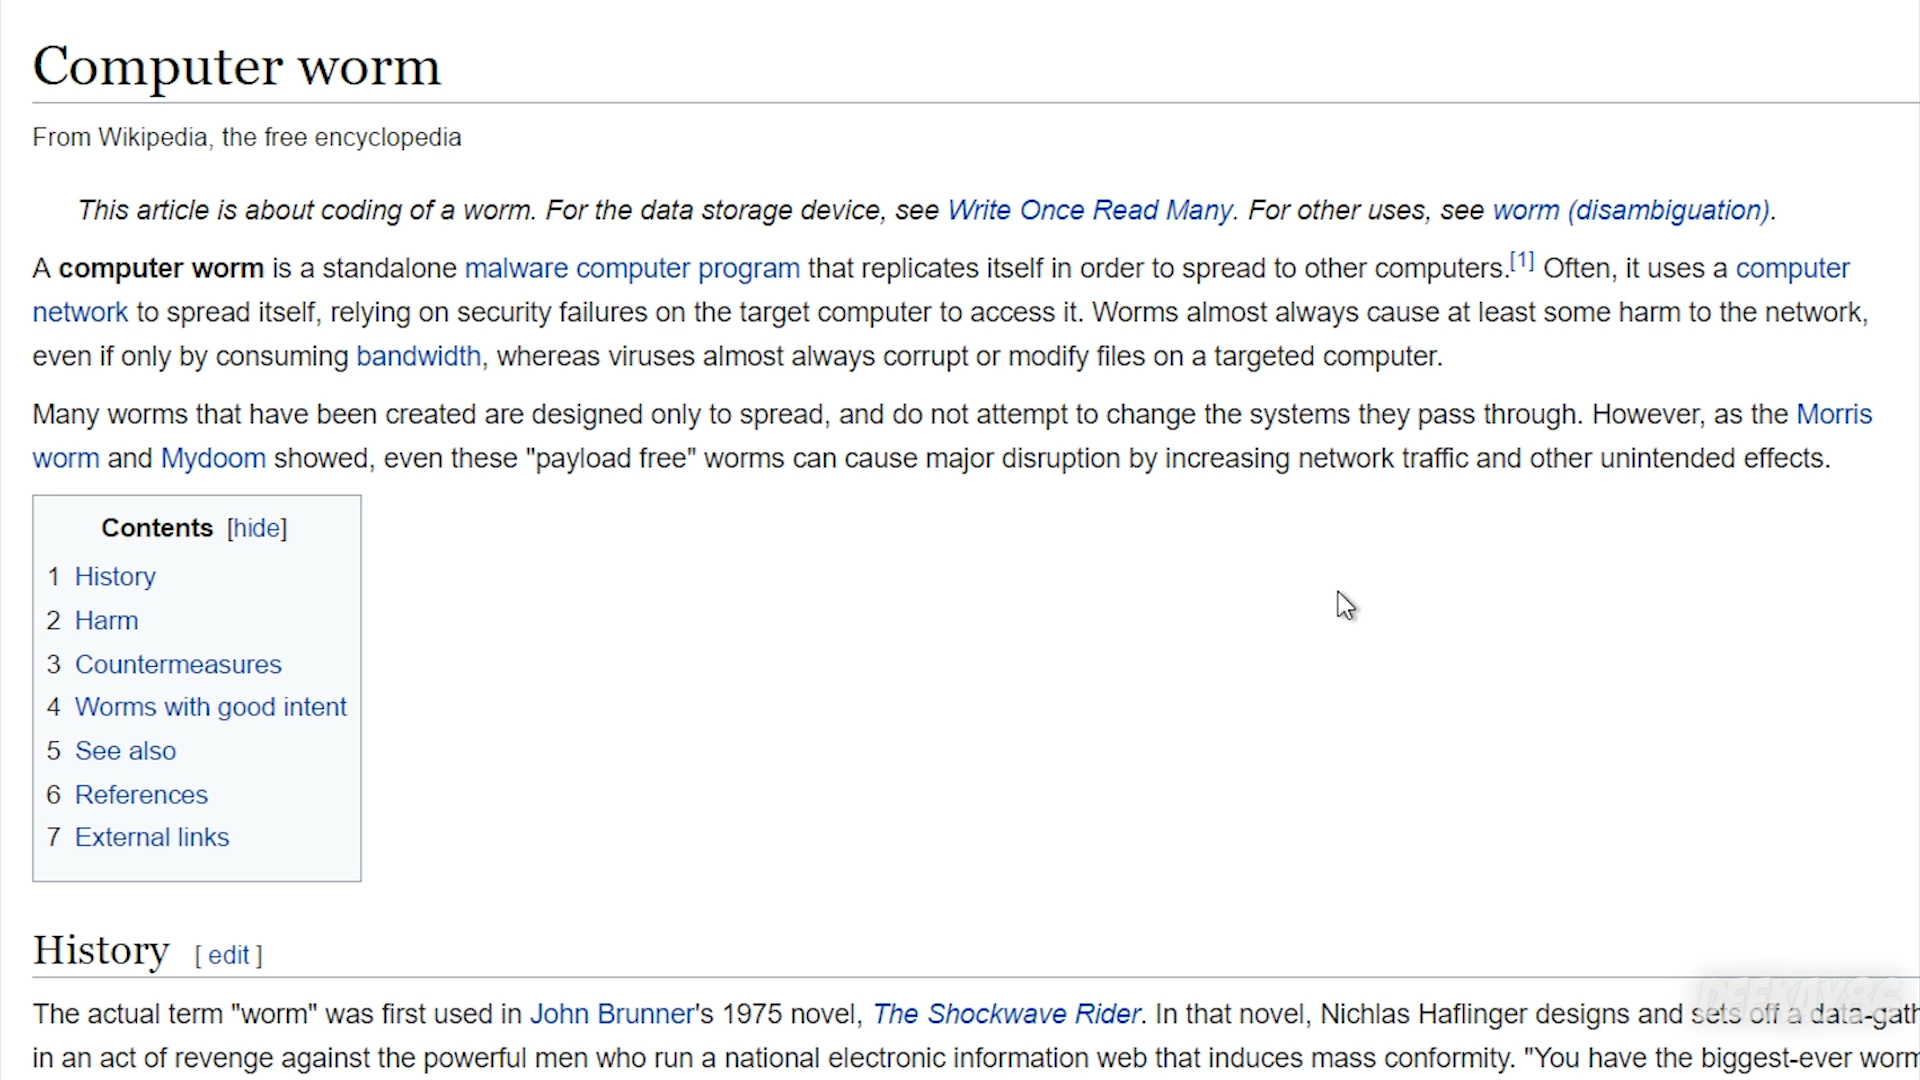 Computer worm
From Wikipedia, the free encyclopedia
This article is about coding of a worm. For the data storage device, see Write Once Read Many. For other uses, see worm (disambiguation).
A computer worm is a standalone malware computer program that replicates itself in order to spread to other computers.[1] Often, it uses a computer
network to spread itself, relying on security failures on the target computer to access it. Worms almost always cause at least some harm to the network,
even if only by consuming bandwidth, whereas viruses almost always corrupt or modify files on a targeted computer.
Many worms that have been created are designed only to spread, and do not attempt to change the systems they pass through. However, as the Morris
worm and Mydoom showed, even these "payload free" worms can cause major disruption by increasing network traffic and other unintended effects.
Contents [hide]
1 History
2 Harm
3 Countermeasures
4 Worms with good intent
5 See also
6 References
7 External links
History [ edit ]
DEEKAY86
The actual term "worm" was first used in John Brunner's 1975 novel, The Shockwave Rider. In that novel, Nichlas Haflinger designs and sets off a data-gath
in an act of revenge against the powerful men who run a national electronic information web that induces mass conformity. "You have the biggest-ever worm